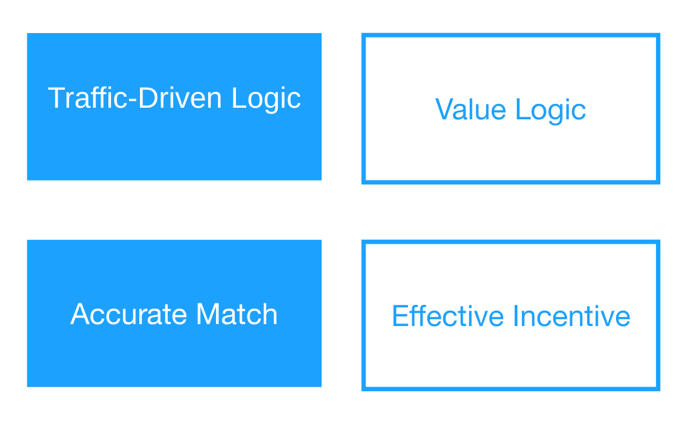 Traffic-Driven Logic
Value Logic
Accurate Match
Effective Incentive